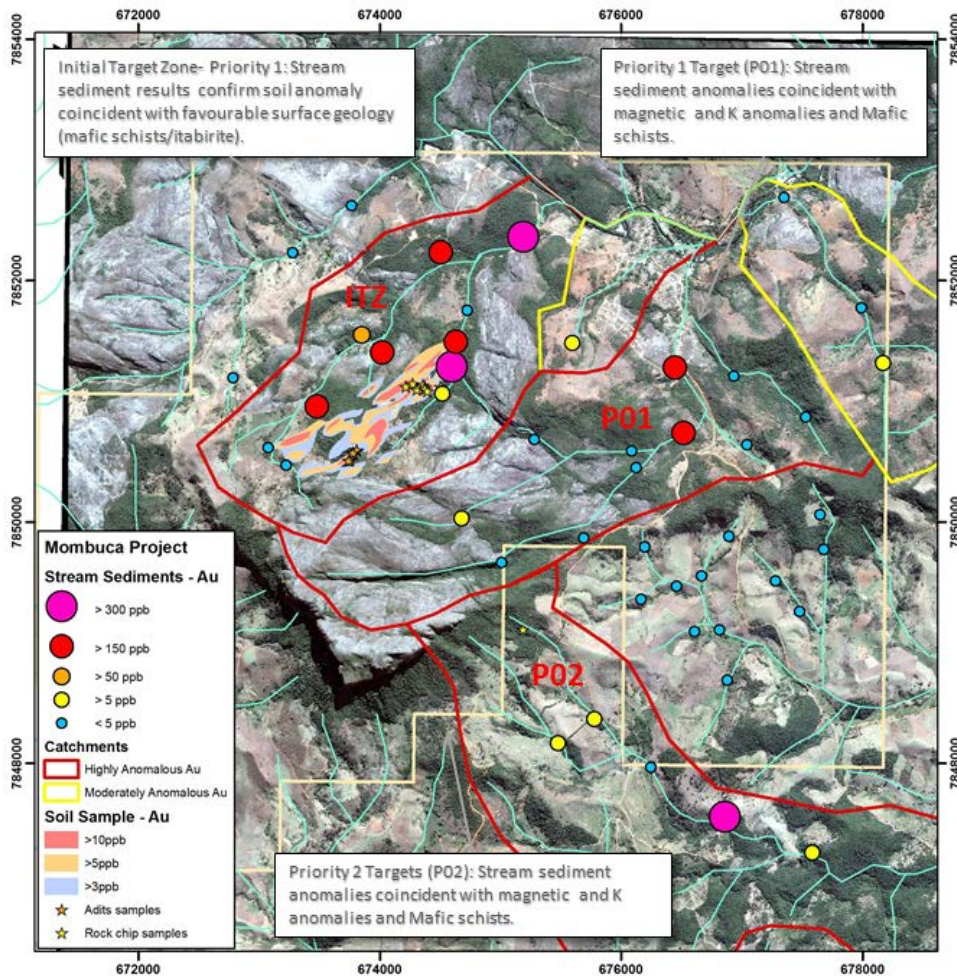 672000
674000
676000
678000
7854000
7854000
Initial Target Zone- Priority 1: Stream
sediment results confirm soil anomaly
coincident with favourable surface geology
(mafic schists/itabirite).
Priority 1 Target (P01): Stream
sediment anomalies coincident with
magnetic and K anomalies and Mafic
schists.
7852000
7852000
ITZ
P01
7850000
7850000
Mombuca Project
Stream Sediments - Au
> 300 ppb
> 150 ppb
> 50 ppb
> 5 ppb
< 5 ppb
Catchments
Highly Anomalous Au
Moderately Anomalous Au
Soil Sample - Au
>10ppb
>5ppb
>3ppb
Adits samples
Rock chip samples
P02
7848000
7848000
Priority 2 Targets (P02): Stream sediment
anomalies coincident with magnetic and K
anomalies and Mafic schists.
672000
674000
676000
678000